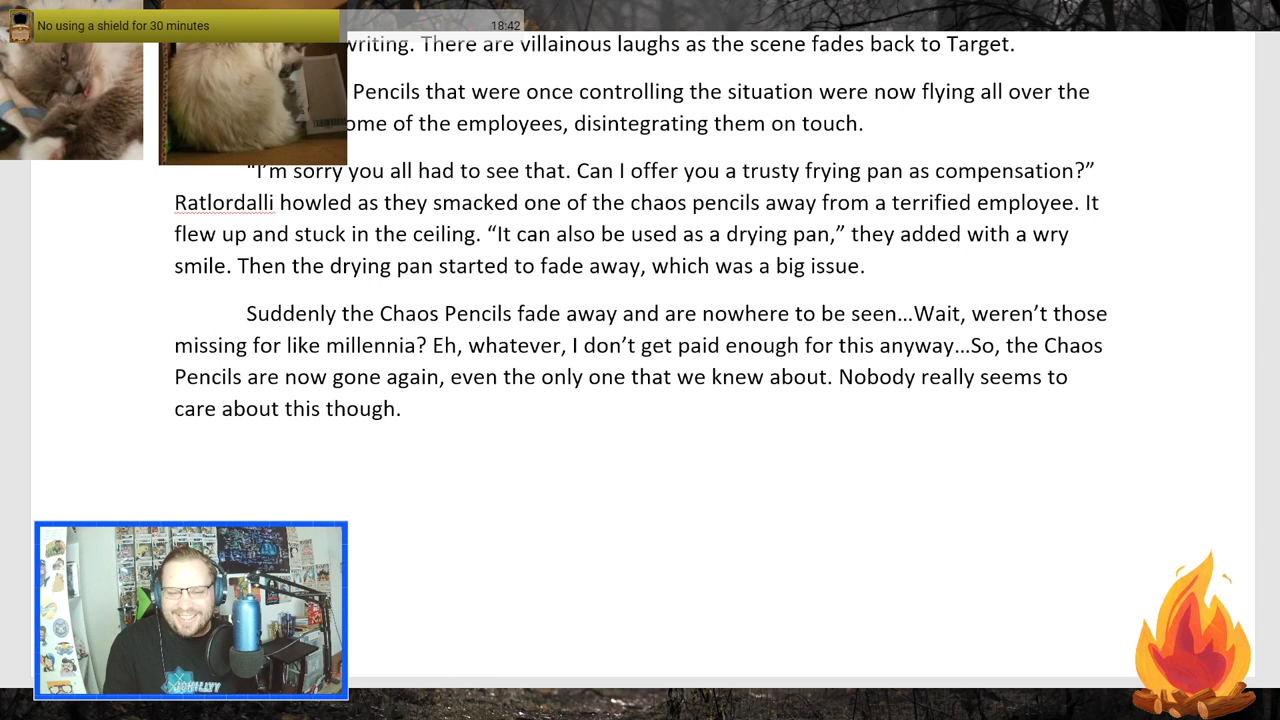 No using a shield for 30 minutes 18:42
writing. There are villainous laughs as the scene fades back to Target.
Pencils that were once controlling the situation were now flying all over the
ome of the employees, disintegrating them on touch.
“I’m sorry you all had to see that. Can I offer you a trusty frying pan as compensation?”
Ratlordalli howled as they smacked one of the chaos pencils away from a terrified employee. It
flew up and stuck in the ceiling. “It can also be used as a drying pan,” they added with a wry
smile. Then the drying pan started to fade away, which was a big issue.
Suddenly the Chaos Pencils fade away and are nowhere to be seen…Wait, weren’t those
missing for like millennia? Eh, whatever, I don’t get paid enough for this anyway…So, the Chaos
Pencils are now gone again, even the only one that we knew about. Nobody really seems to
care about this though.